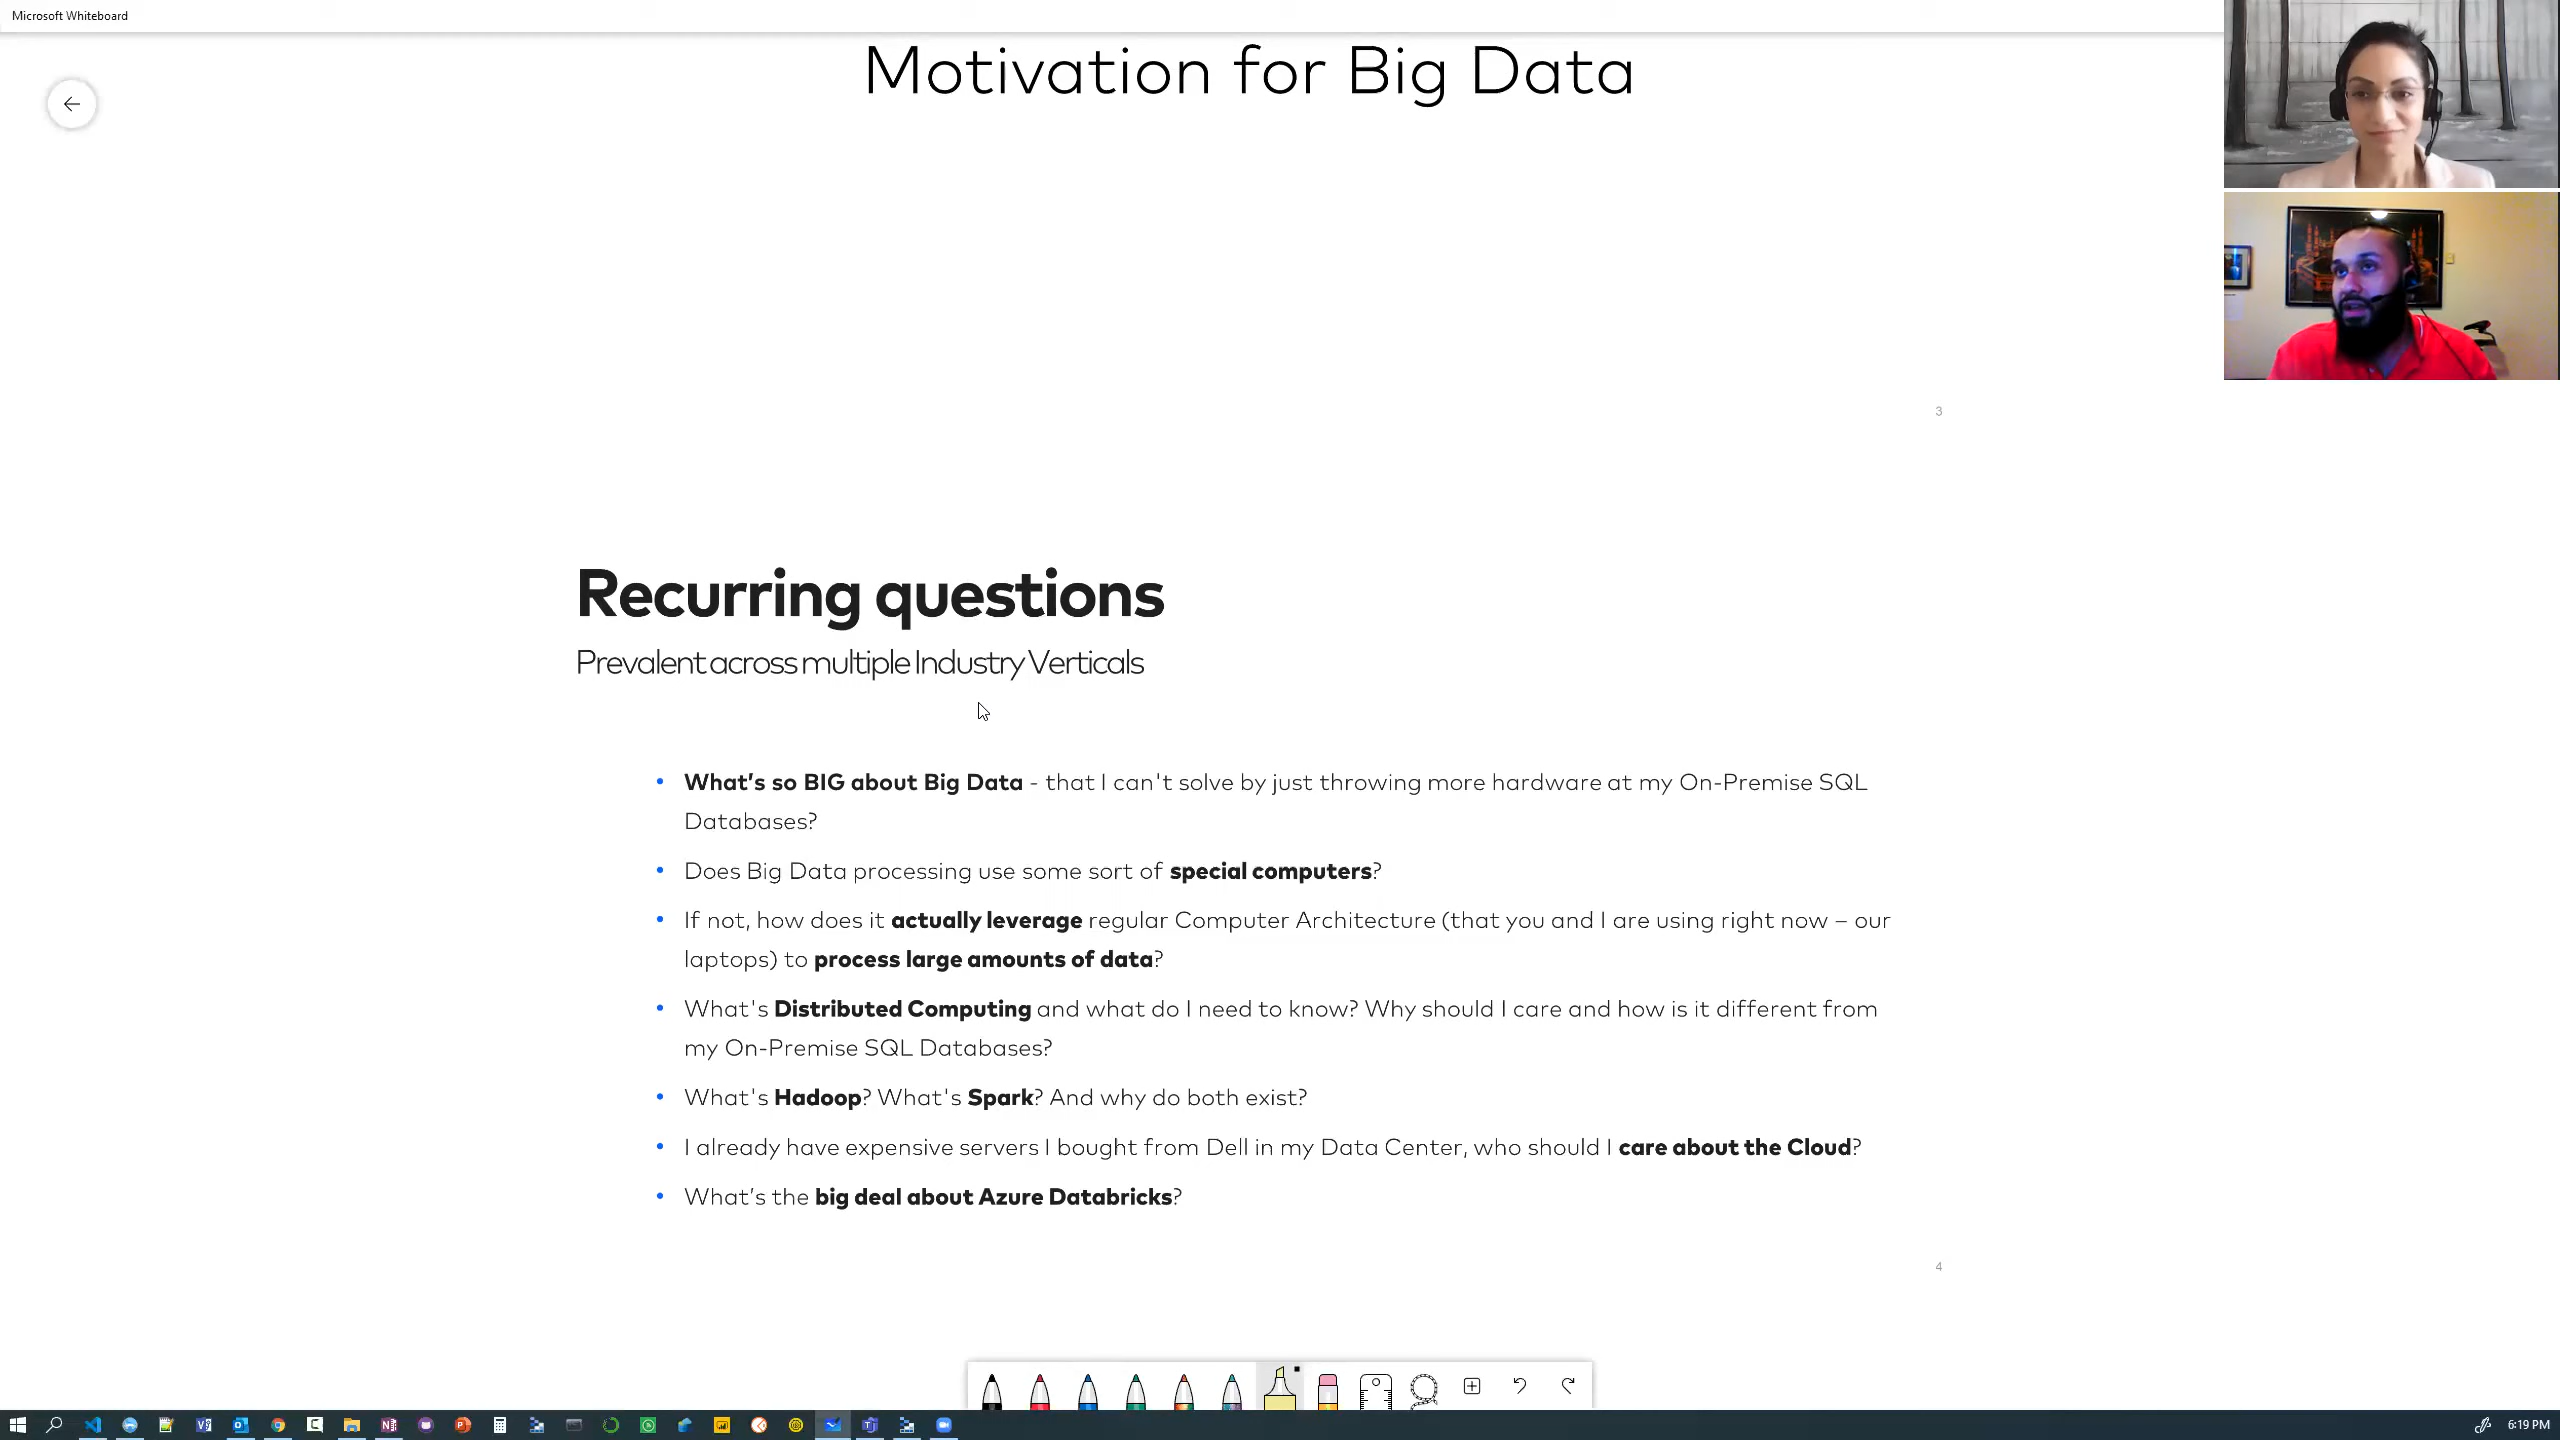 Microsoft Whiteboard
Motivation for Big Data
3
Recurring questions
Prevalent across multiple Industry Verticals
• What's so BIG about Big Data - that I can't solve by just throwing more hardware at my On-Premise SQL
Databases?
• Does Big Data processing use some sort of special computers?
• If not, how does it actually leverage regular Computer Architecture (that you and I are using right now – our
laptops) to process large amounts of data?
• What's Distributed Computing and what do I need to know? Why should I care and how is it different from
my On-Premise SQL Databases?
• What's Hadoop? What's Spark? And why do both exist?
• I already have expensive servers I bought from Dell in my Data Center, who should I care about the Cloud?
• What's the big deal about Azure Databricks?
4
6:19 PM